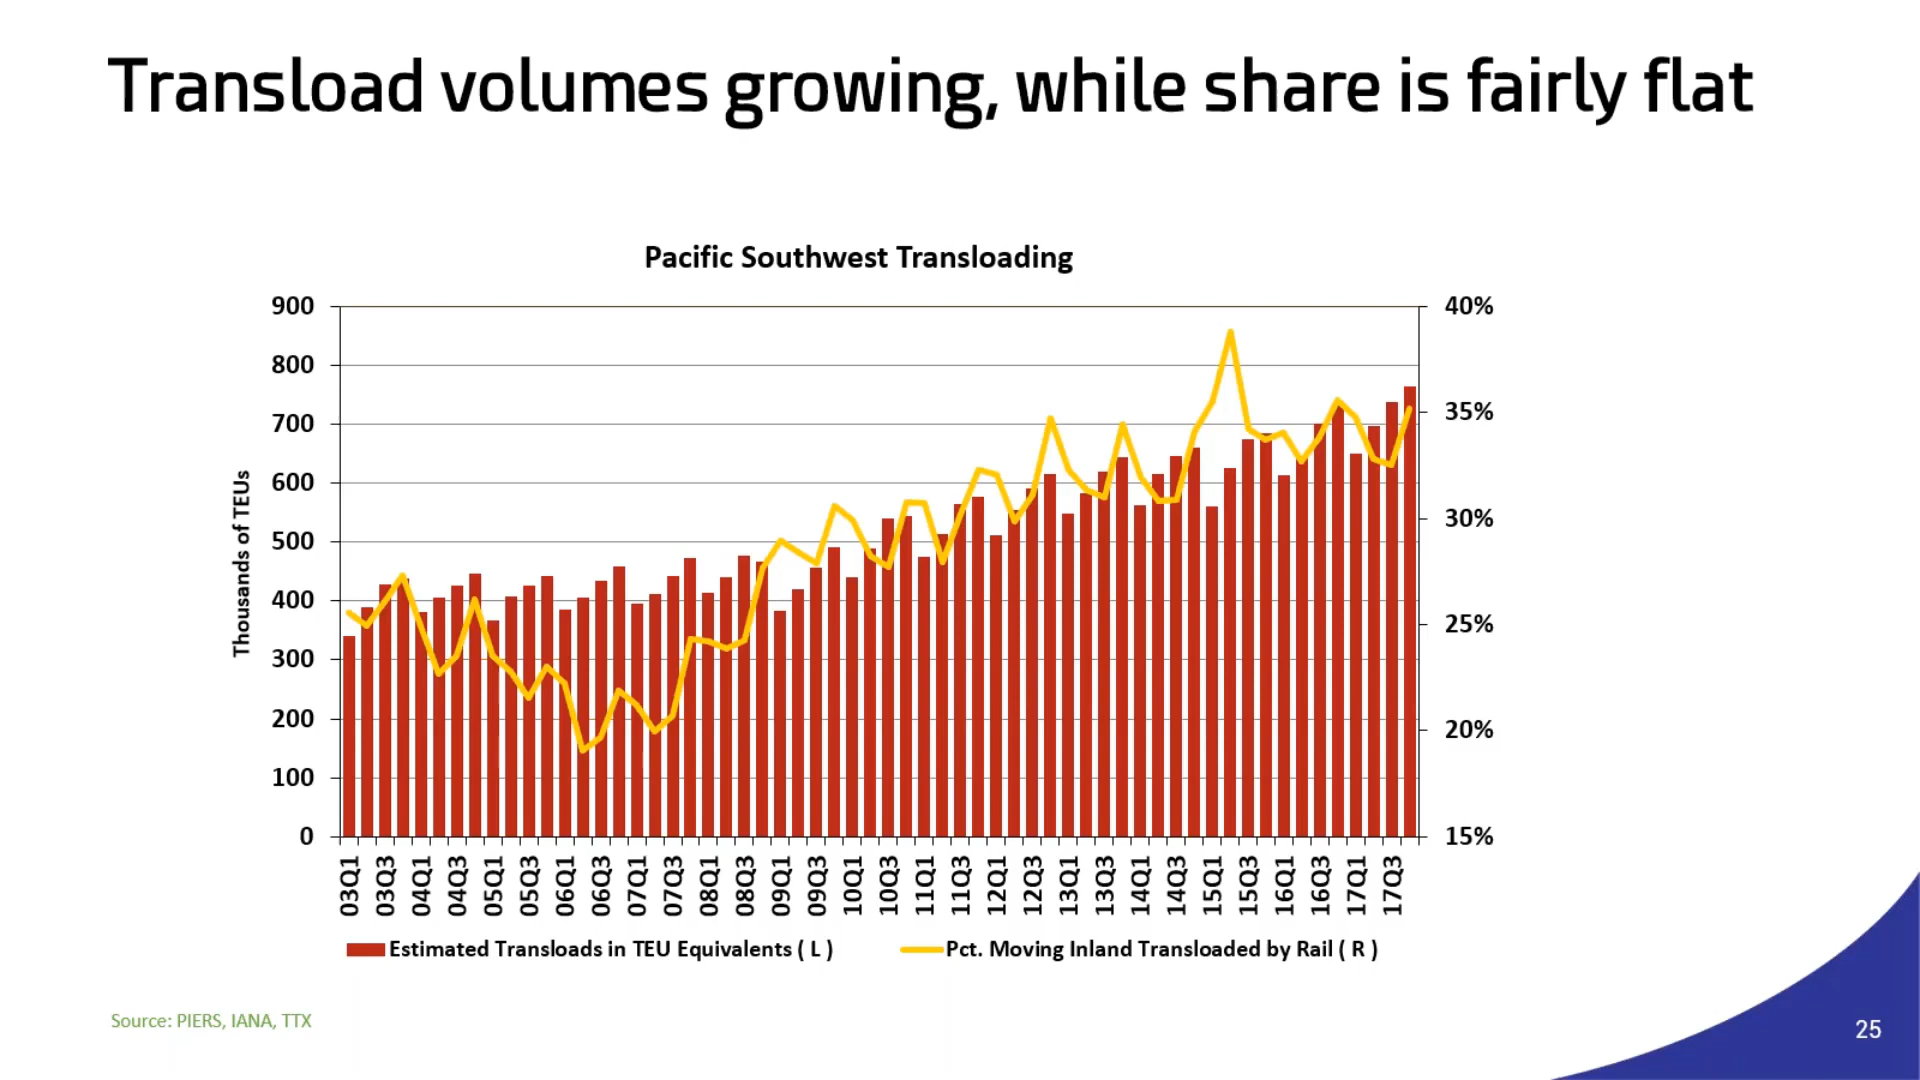 Transload volumes growing, while share is fairly flat
Pacific Southwest Transloading
900
800
700
600
500
400
300
200
100
0
Thousands of TEUs
40%
35%
30%
25%
20%
15%
03Q1
03Q3
04Q1
04Q3
05Q1
05Q3
06Q1
06Q3
07Q1
07Q3
08Q1
08Q3
09Q1
09Q3
10Q1
10Q3
11Q1
11Q3
12Q1
12Q3
13Q1
13Q3
14Q1
14Q3
15Q1
15Q3
16Q1
16Q3
17Q1
17Q3
Estimated Transloads in TEU Equivalents ( L )
Pct. Moving Inland Transloaded by Rail ( R )
Source: PIERS, IANA, TTX
25